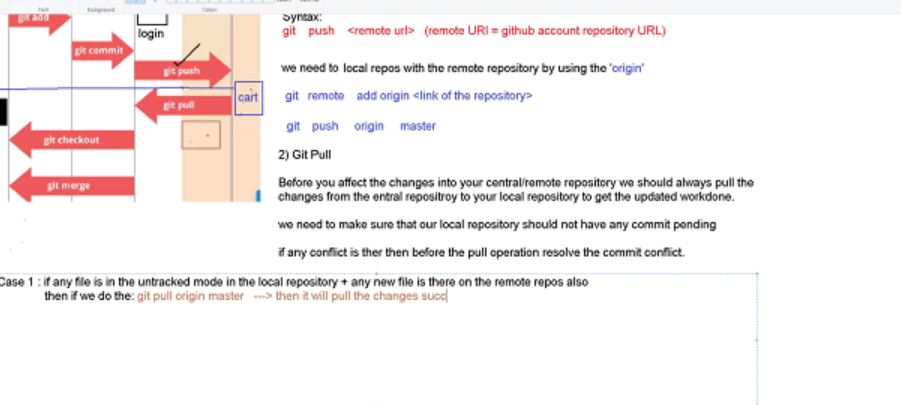 Font
Background
Colors
git add
login
git commit
git push
cart
git pull
git checkout
git merge
Syntax:
git push <remote url> (remote URl = github account repository URL)
we need to local repos with the remote repository by using the 'origin'
git remote add origin <link of the repository>
git push origin master
2) Git Pull
Before you affect the changes into your central/remote repository we should always pull the
changes from the entral repositroy to your local repository to get the updated workdone.
we need to make sure that our local repository should not have any commit pending
if any conflict is ther then before the pull operation resolve the commit conflict.
Case 1 : if any file is in the untracked mode in the local repository + any new file is there on the remote repos also
then if we do the: git pull origin master ---> then it will pull the changes succ